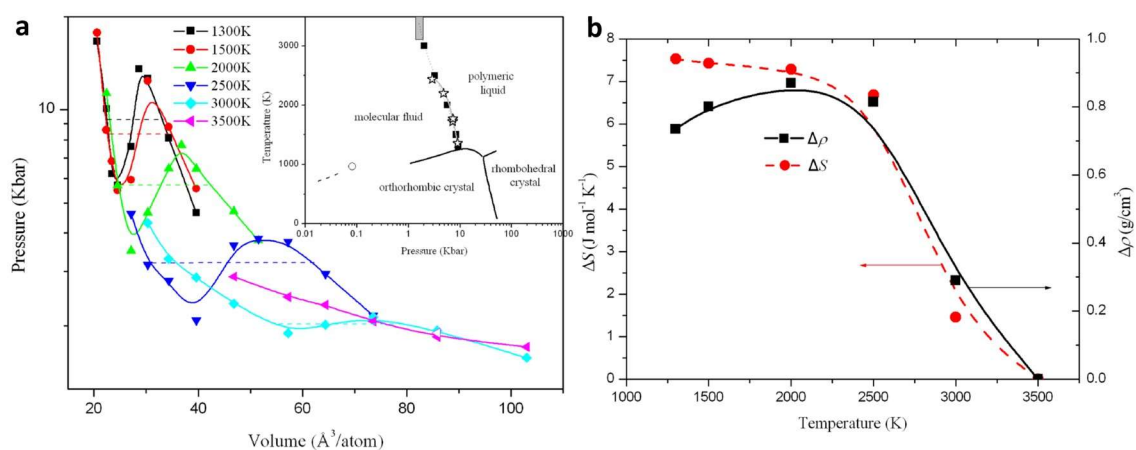 a
1300K
1500K
2000K
2500K
3000K
3500K
10
Pressure (Kbar)
20
40
60
80
100
Volume (Å³/atom)
3000
2000
1000
0
Temperature (K)
molecular fluid
polymeric
liquid
orthorhombic crystal
rhombohedral
crystal
0.01
0.1
1
10
100
1000
Pressure (Kbar)
b
8
7
6
5
4
3
2
1
0
ΔS (J mol⁻¹ K⁻¹)
Δρ
ΔS
1.0
0.8
0.6
0.4
0.2
0.0
Δρ (g/cm³)
1000
1500
2000
2500
3000
3500
Temperature (K)